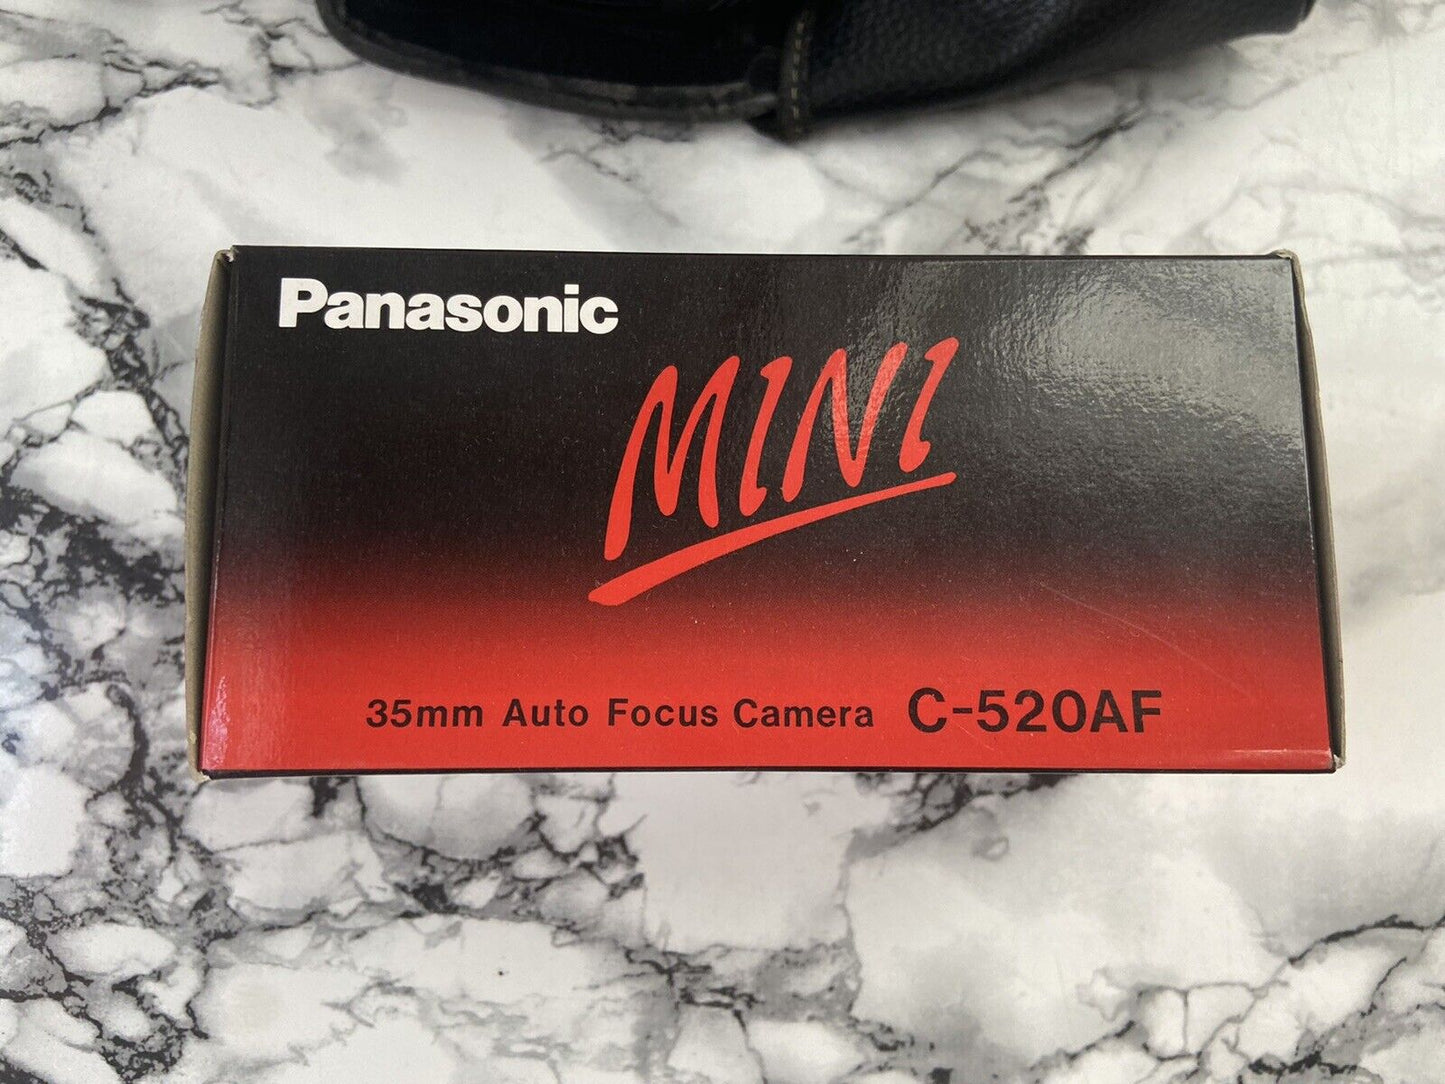 Panasonic
MINI
35mm Auto Focus Camera C-520AF